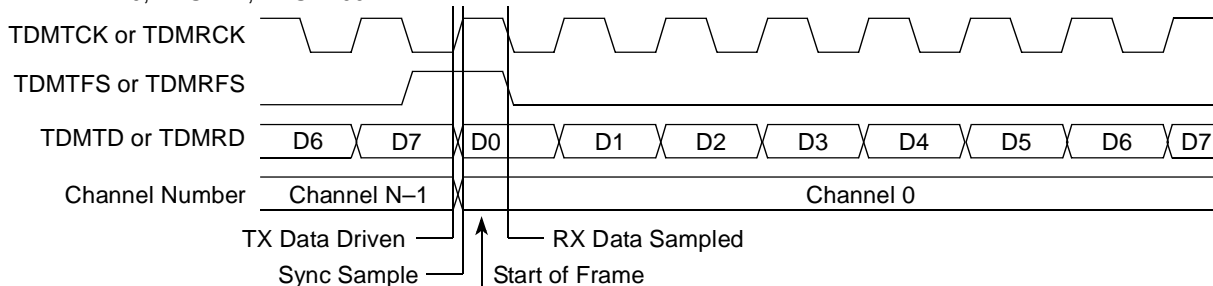 TDMTCK or TDMRCK
TDMTFS or TDMRFS
TDMTD or TDMRD D6 D7 D0 D1 D2 D3 D4 D5 D6 D7
Channel Number Channel N–1 Channel 0
TX Data Driven RX Data Sampled
Sync Sample Start of Frame